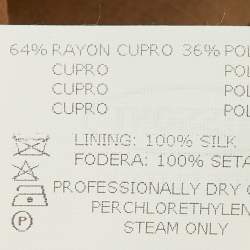 64% RAYON CUPRO 36% POL
CUPRO POL
CUPRO POL
CUPRO POL
LINING: 100% SILK
FODERA: 100% SETA
PROFESSIONALLY DRY C
PERCHLORETHYLEN
STEAM ONLY
P